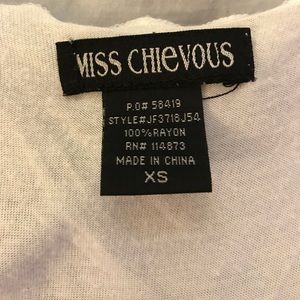 MISS CHIEVOUS
P.O# 58419
STYLE#JF3718J54
100%RAYON
RN# 114873
MADE IN CHINA
XS